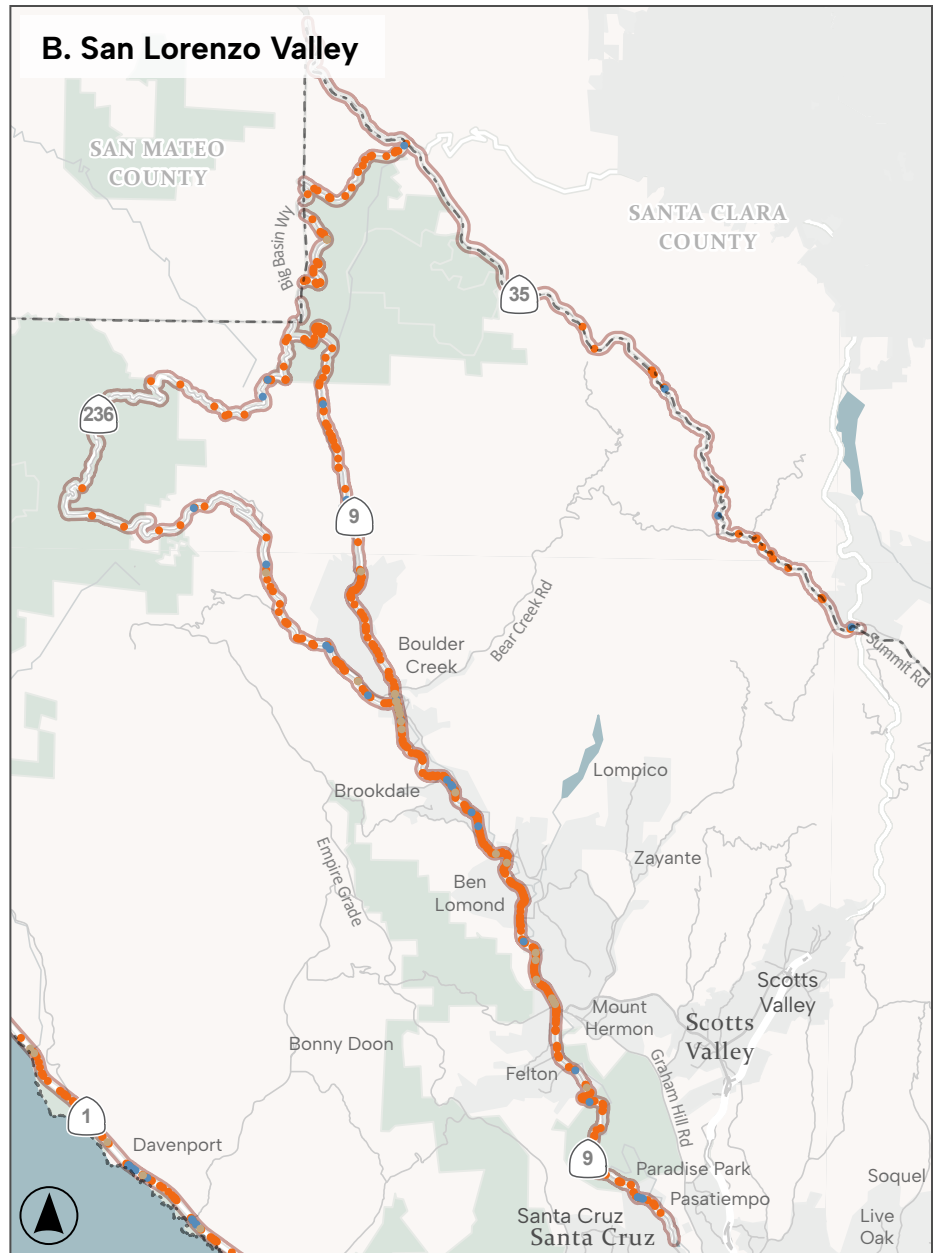 B. San Lorenzo Valley
SAN MATEO
COUNTY
SANTA CLARA
COUNTY
Big Basin Wy
35
236
9
Bear Creek Rd
Boulder
Creek
Summit Rd
Lompico
Brookdale
Zayante
Empire Grade
Ben
Lomond
Scotts
Valley
Mount
Hermon
Scotts
Valley
Bonny Doon
Felton
Graham Hill Rd
1
Davenport
9
Paradise Park
Pasatiempo
Soquel
Santa Cruz
Santa Cruz
Live
Oak